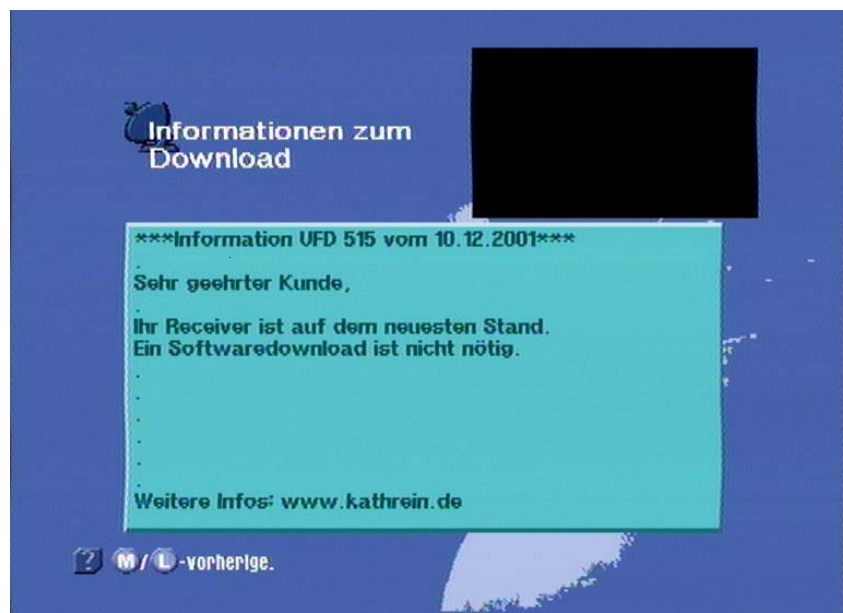 Informationen zum
Download
***Information UFD 515 vom 10.12.2001***
.
Sehr geehrter Kunde,
.
Ihr Receiver ist auf dem neuesten Stand.
Ein Softwaredownload ist nicht nötig.
.
.
.
.
.
.
Weitere Infos: www.kathrein.de
? M/L-vorherige.